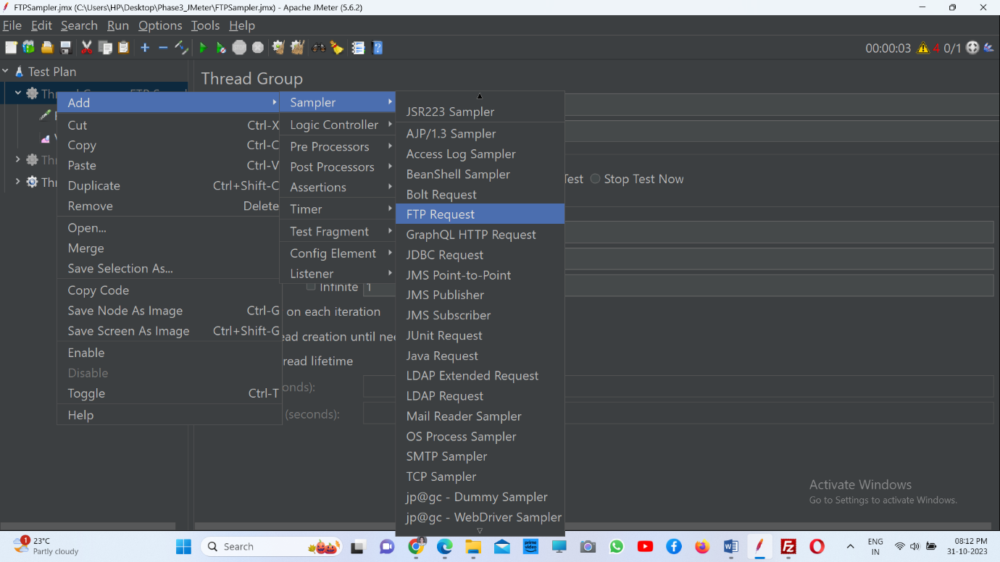 FTPSampler.jmx (C:\Users\HP\Desktop\Phase3_JMeter\FTPSampler.jmx) - Apache JMeter (5.6.2)
File Edit Search Run Options Tools Help
00:00:03 4 0/1
Test Plan
Thread Group
Add
Cut Ctrl-X
Copy Ctrl-C
Paste Ctrl-V
Duplicate Ctrl+Shift-C
Remove Delete
Open...
Merge
Save Selection As...
Copy Code
Save Node As Image Ctrl-G
Save Screen As Image Ctrl+Shift-G
Enable
Disable
Toggle Ctrl-T
Help
Sampler
Logic Controller
Pre Processors
Post Processors
Assertions
Timer
Test Fragment
Config Element
Listener
JSR223 Sampler
AJP/1.3 Sampler
Access Log Sampler
BeanShell Sampler
Bolt Request
FTP Request
GraphQL HTTP Request
JDBC Request
JMS Point-to-Point
JMS Publisher
JMS Subscriber
JUnit Request
Java Request
LDAP Extended Request
LDAP Request
Mail Reader Sampler
OS Process Sampler
SMTP Sampler
TCP Sampler
jp@gc - Dummy Sampler
jp@gc - WebDriver Sampler
Test Stop Test Now
Infinite 1
on each iteration
ead creation until nee
read lifetime
onds):
(seconds):
Activate Windows
Go to Settings to activate Windows.
1
23°C
Partly cloudy
Search
prime video
ENG
IN
08:12 PM
31-10-2023